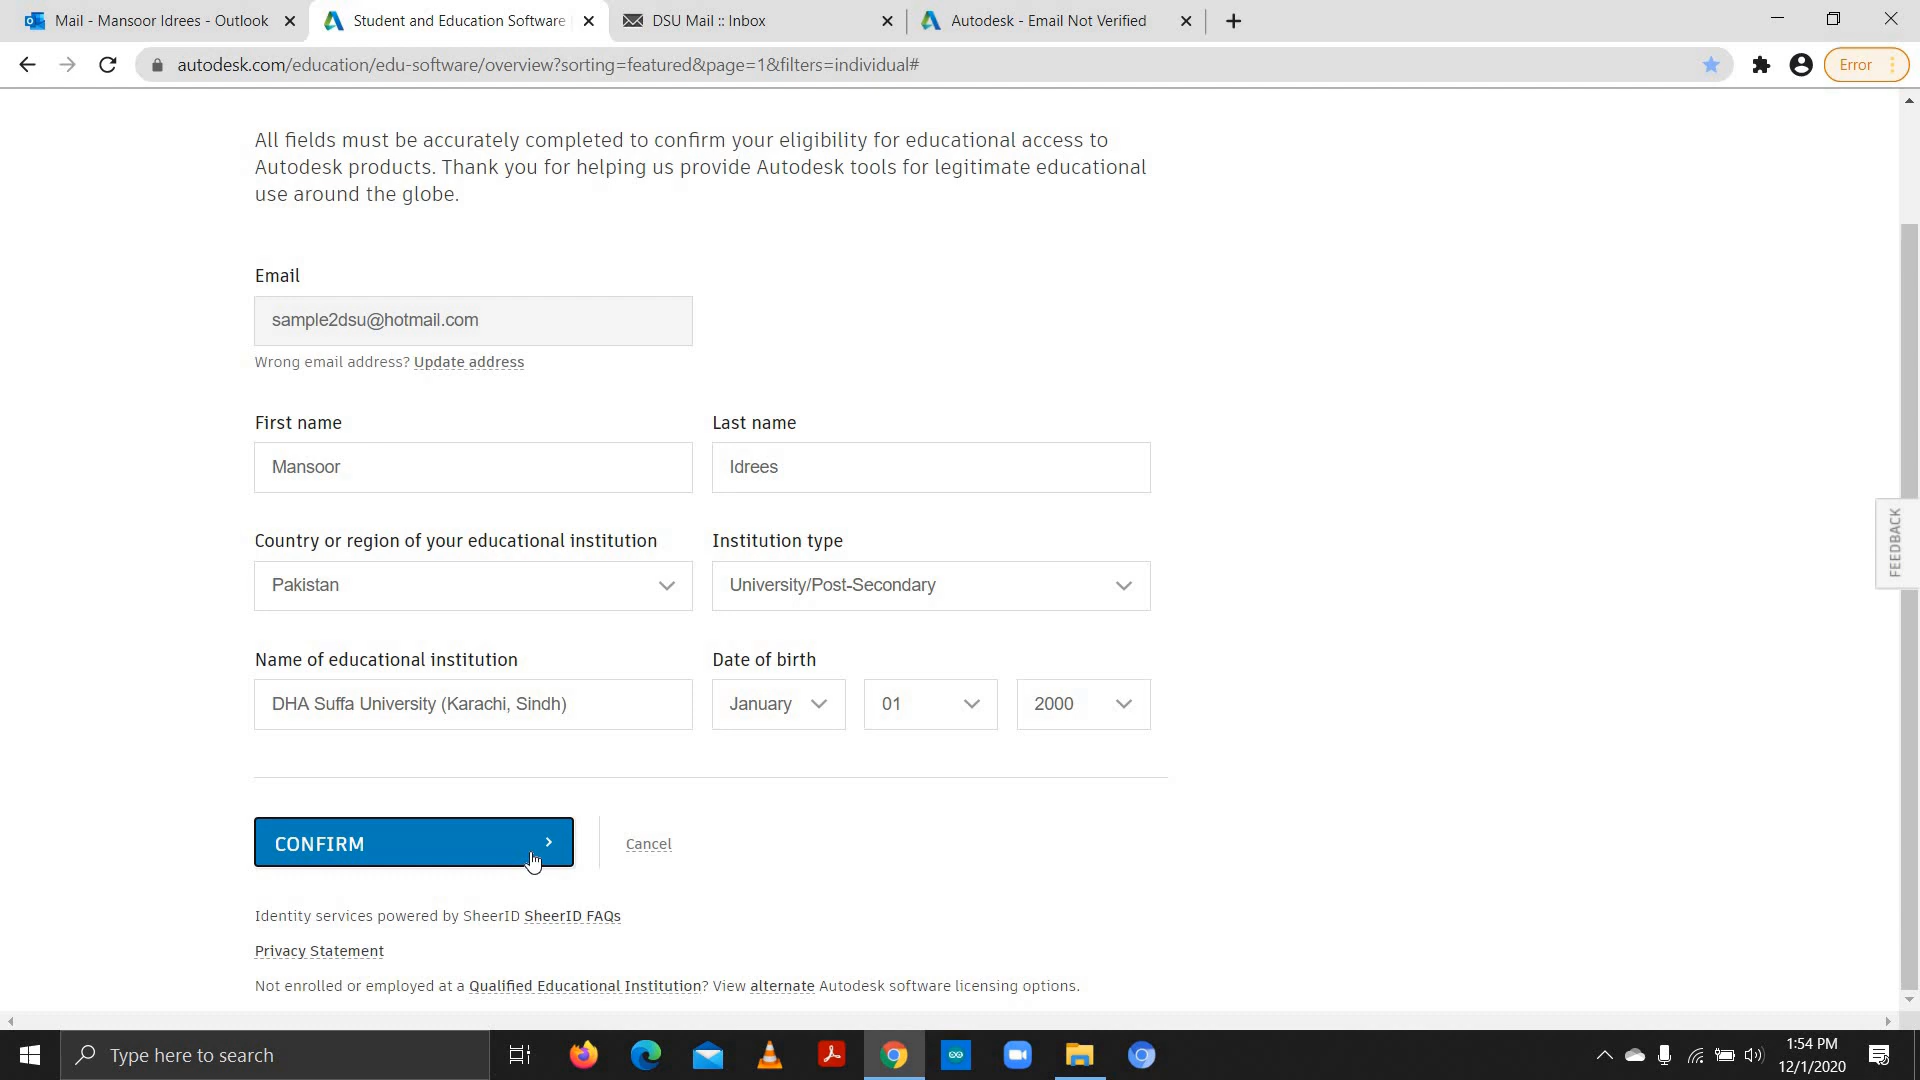 Mail - Mansoor Idrees - Outlook
Student and Education Software
DSU Mail :: Inbox
Autodesk - Email Not Verified
autodesk.com/education/edu-software/overview?sorting=featured&page=1&filters=individual#
Error
All fields must be accurately completed to confirm your eligibility for educational access to
Autodesk products. Thank you for helping us provide Autodesk tools for legitimate educational
use around the globe.
Email
sample2dsu@hotmail.com
Wrong email address? Update address
First name
Last name
Mansoor
Idrees
Country or region of your educational institution
Institution type
Pakistan
University/Post-Secondary
Name of educational institution
Date of birth
DHA Suffa University (Karachi, Sindh)
January
01
2000
CONFIRM
Cancel
Identity services powered by SheerID SheerID FAQs
Privacy Statement
Not enrolled or employed at a Qualified Educational Institution? View alternate Autodesk software licensing options.
FEEDBACK
Type here to search
1:54 PM
12/1/2020